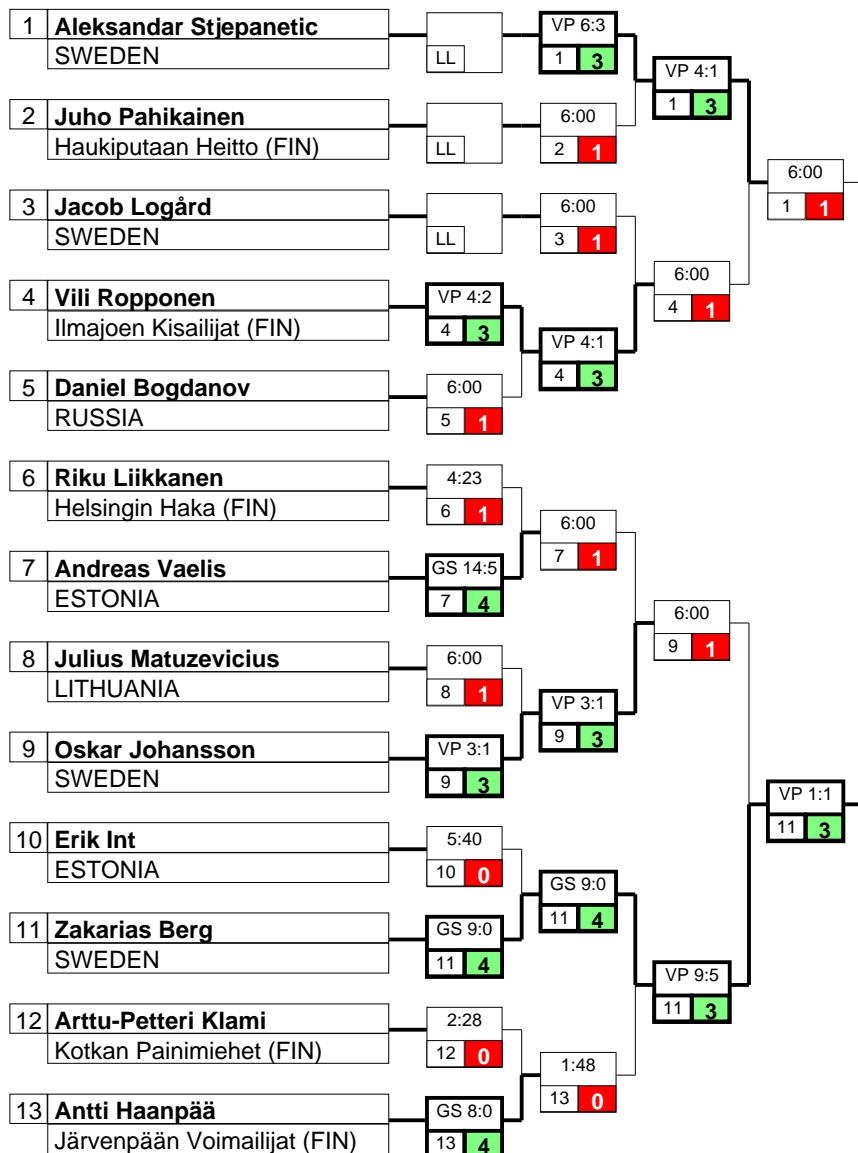 1 Aleksandar Stjepanetic
SWEDEN
LL
VP 6:3
1 3
VP 4:1
1 3
2 Juho Pahikainen
Haukiputaan Heitto (FIN)
LL
6:00
2 1
6:00
1 1
3 Jacob Logård
SWEDEN
LL
6:00
3 1
6:00
4 1
4 Vili Ropponen
Ilmajoen Kisailijat (FIN)
VP 4:2
4 3
VP 4:1
4 3
5 Daniel Bogdanov
RUSSIA
6:00
5 1
6 Riku Liikkanen
Helsingin Haka (FIN)
4:23
6 1
6:00
7 1
7 Andreas Vaelis
ESTONIA
GS 14:5
7 4
6:00
9 1
8 Julius Matuzevicius
LITHUANIA
6:00
8 1
VP 3:1
9 3
9 Oskar Johansson
SWEDEN
VP 3:1
9 3
VP 1:1
11 3
10 Erik Int
ESTONIA
5:40
10 0
GS 9:0
11 4
11 Zakarias Berg
SWEDEN
GS 9:0
11 4
VP 9:5
11 3
12 Arttu-Petteri Klami
Kotkan Painimiehet (FIN)
2:28
12 0
1:48
13 0
13 Antti Haanpää
Järvenpään Voimailijat (FIN)
GS 8:0
13 4